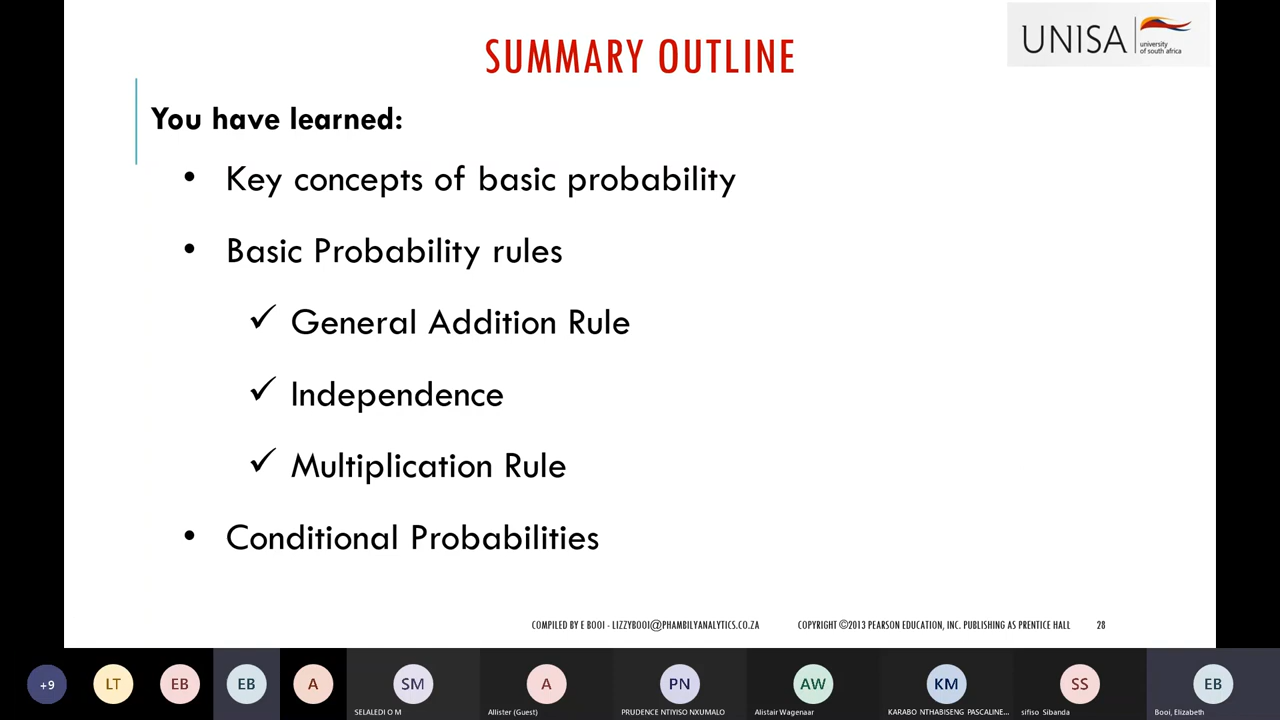 SUMMARY OUTLINE
UNISA
university
of south africa
You have learned:
• Key concepts of basic probability
• Basic Probability rules
✓ General Addition Rule
✓ Independence
✓ Multiplication Rule
• Conditional Probabilities
COMPILED BY E BOOI - LIZZYBOOI@PHAMBILYANALYTICS.CO.ZA COPYRIGHT ©2013 PEARSON EDUCATION, INC. PUBLISHING AS PRENTICE HALL 28
+9 LT EB EB A SM A PN AW KM SS EB
SELALEDI O M Allister (Guest) PRUDENCE NTIYISO NXUMALO Alistair Wagenaar KARABO NTHABISENG PASCALINE... sifiso Sibanda Booi, Elizabeth